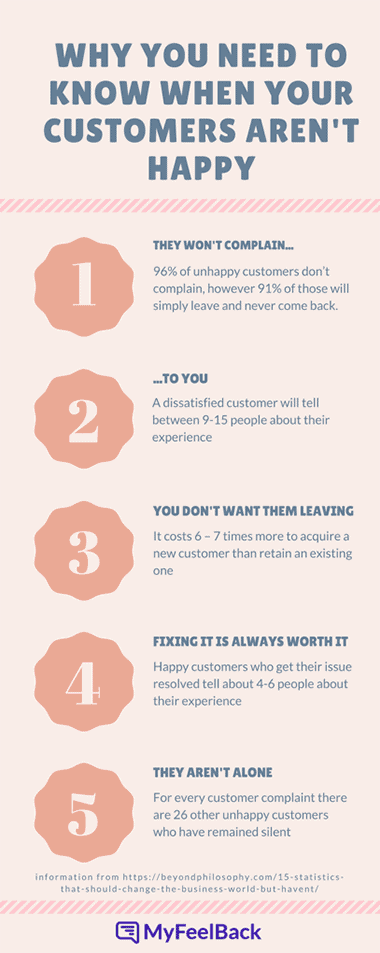 WHY YOU NEED TO
KNOW WHEN YOUR
CUSTOMERS AREN'T
HAPPY
1
THEY WON'T COMPLAIN...
96% of unhappy customers don't
complain, however 91% of those will
simply leave and never come back.
2
...TO YOU
A dissatisfied customer will tell
between 9-15 people about their
experience
3
YOU DON'T WANT THEM LEAVING
It costs 6 – 7 times more to acquire a
new customer than retain an existing
one
4
FIXING IT IS ALWAYS WORTH IT
Happy customers who get their issue
resolved tell about 4-6 people about
their experience
5
THEY AREN'T ALONE
For every customer complaint there
are 26 other unhappy customers
who have remained silent
information from https://beyondphilosophy.com/15-statistics-
that-should-change-the-business-world-but-havent/
MyFeelBack